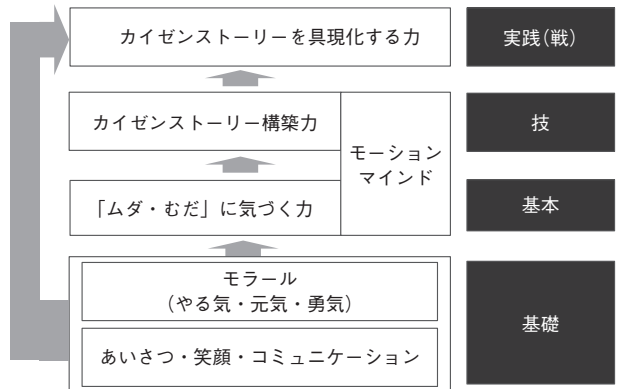 カイゼンストーリーを具現化する力
実践（戦）
カイゼンストーリー構築力
技
モーション
マインド
「ムダ・むだ」に気づく力
基本
モラール
（やる気・元気・勇気）
基礎
あいさつ・笑顔・コミュニケーション